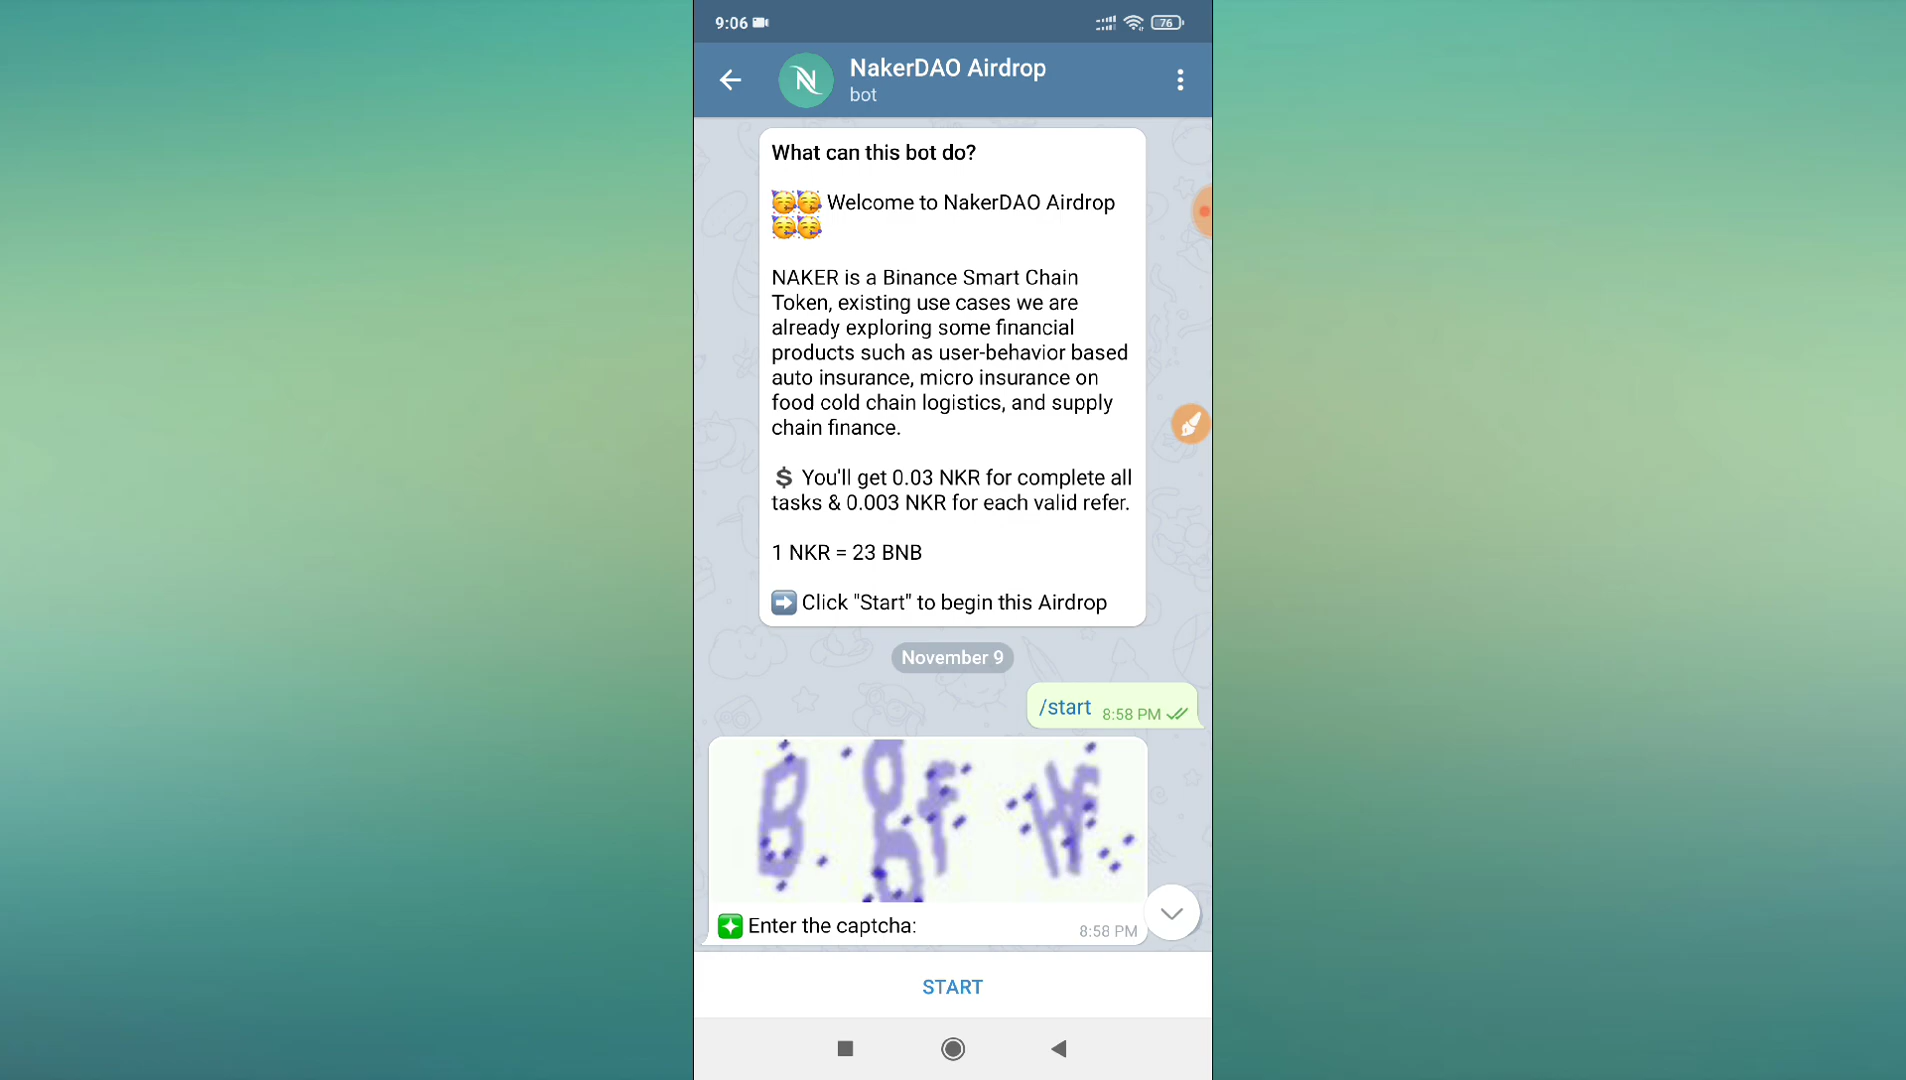 9:06
76
NakerDAO Airdrop
bot
What can this bot do?
🥳🥳 Welcome to NakerDAO Airdrop
🥳🥳
NAKER is a Binance Smart Chain
Token, existing use cases we are
already exploring some financial
products such as user-behavior based
auto insurance, micro insurance on
food cold chain logistics, and supply
chain finance.
💲 You'll get 0.03 NKR for complete all
tasks & 0.003 NKR for each valid refer.
1 NKR = 23 BNB
➡️ Click "Start" to begin this Airdrop
November 9
/start 8:58 PM
Enter the captcha:
8:58 PM
START